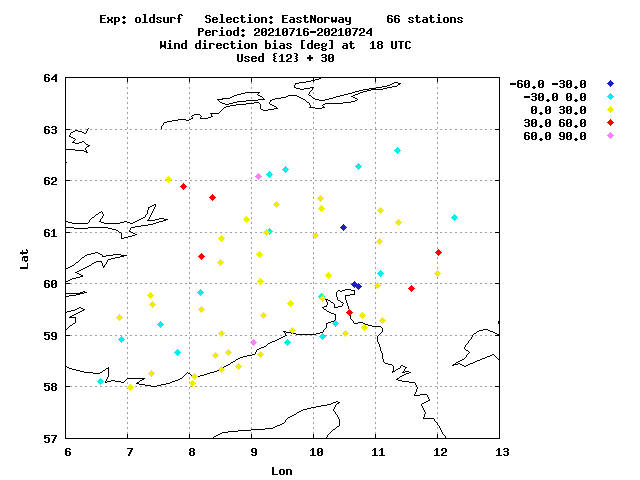 Exp: oldsurf   Selection: EastNorway     66 stations
Period: 20210716-20210724
Wind direction bias [deg] at  18 UTC
Used {12} + 30
-60.0 -30.0
-30.0 0.0
0.0 30.0
30.0 60.0
60.0 90.0
64
63
62
61
60
59
58
57
Lat
6 7 8 9 10 11 12 13
Lon